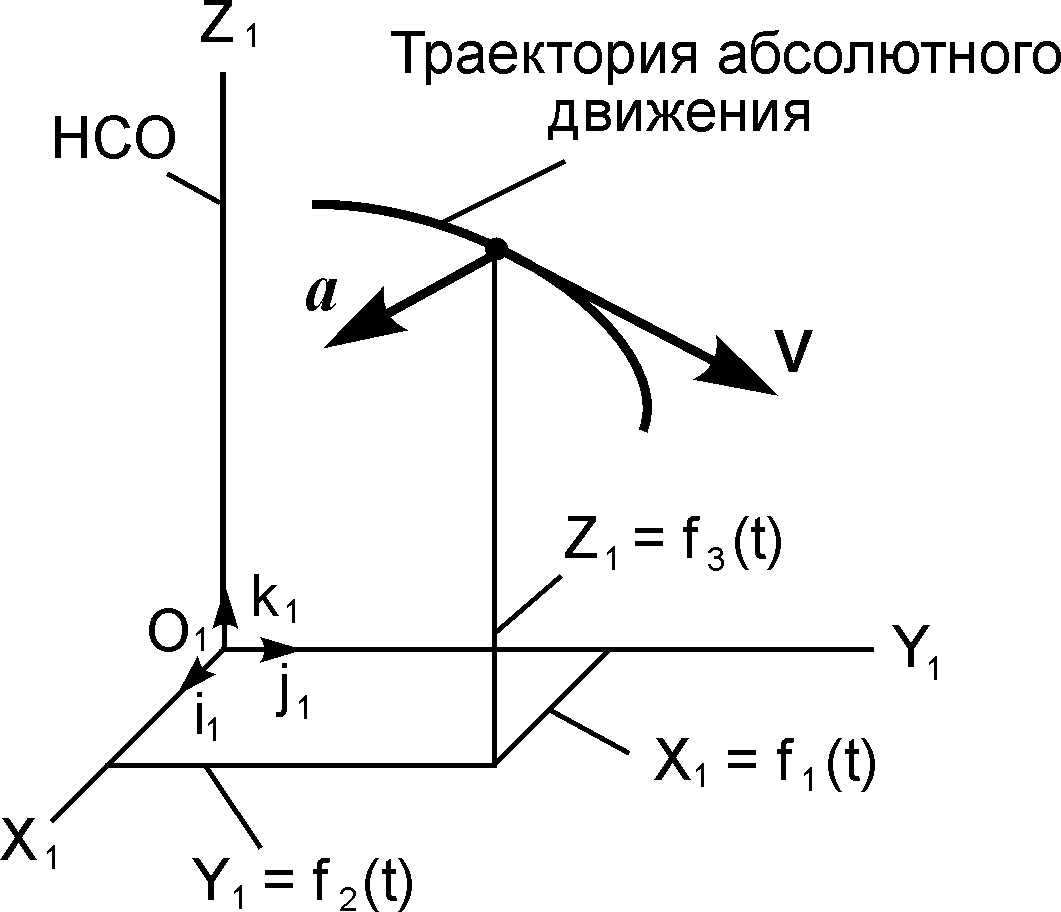 Z1
Траектория абсолютного
движения
НСО
a
V
Z1 = f3(t)
k1
O1
Y1
j1
i1
X1 = f1(t)
X1
Y1 = f2(t)